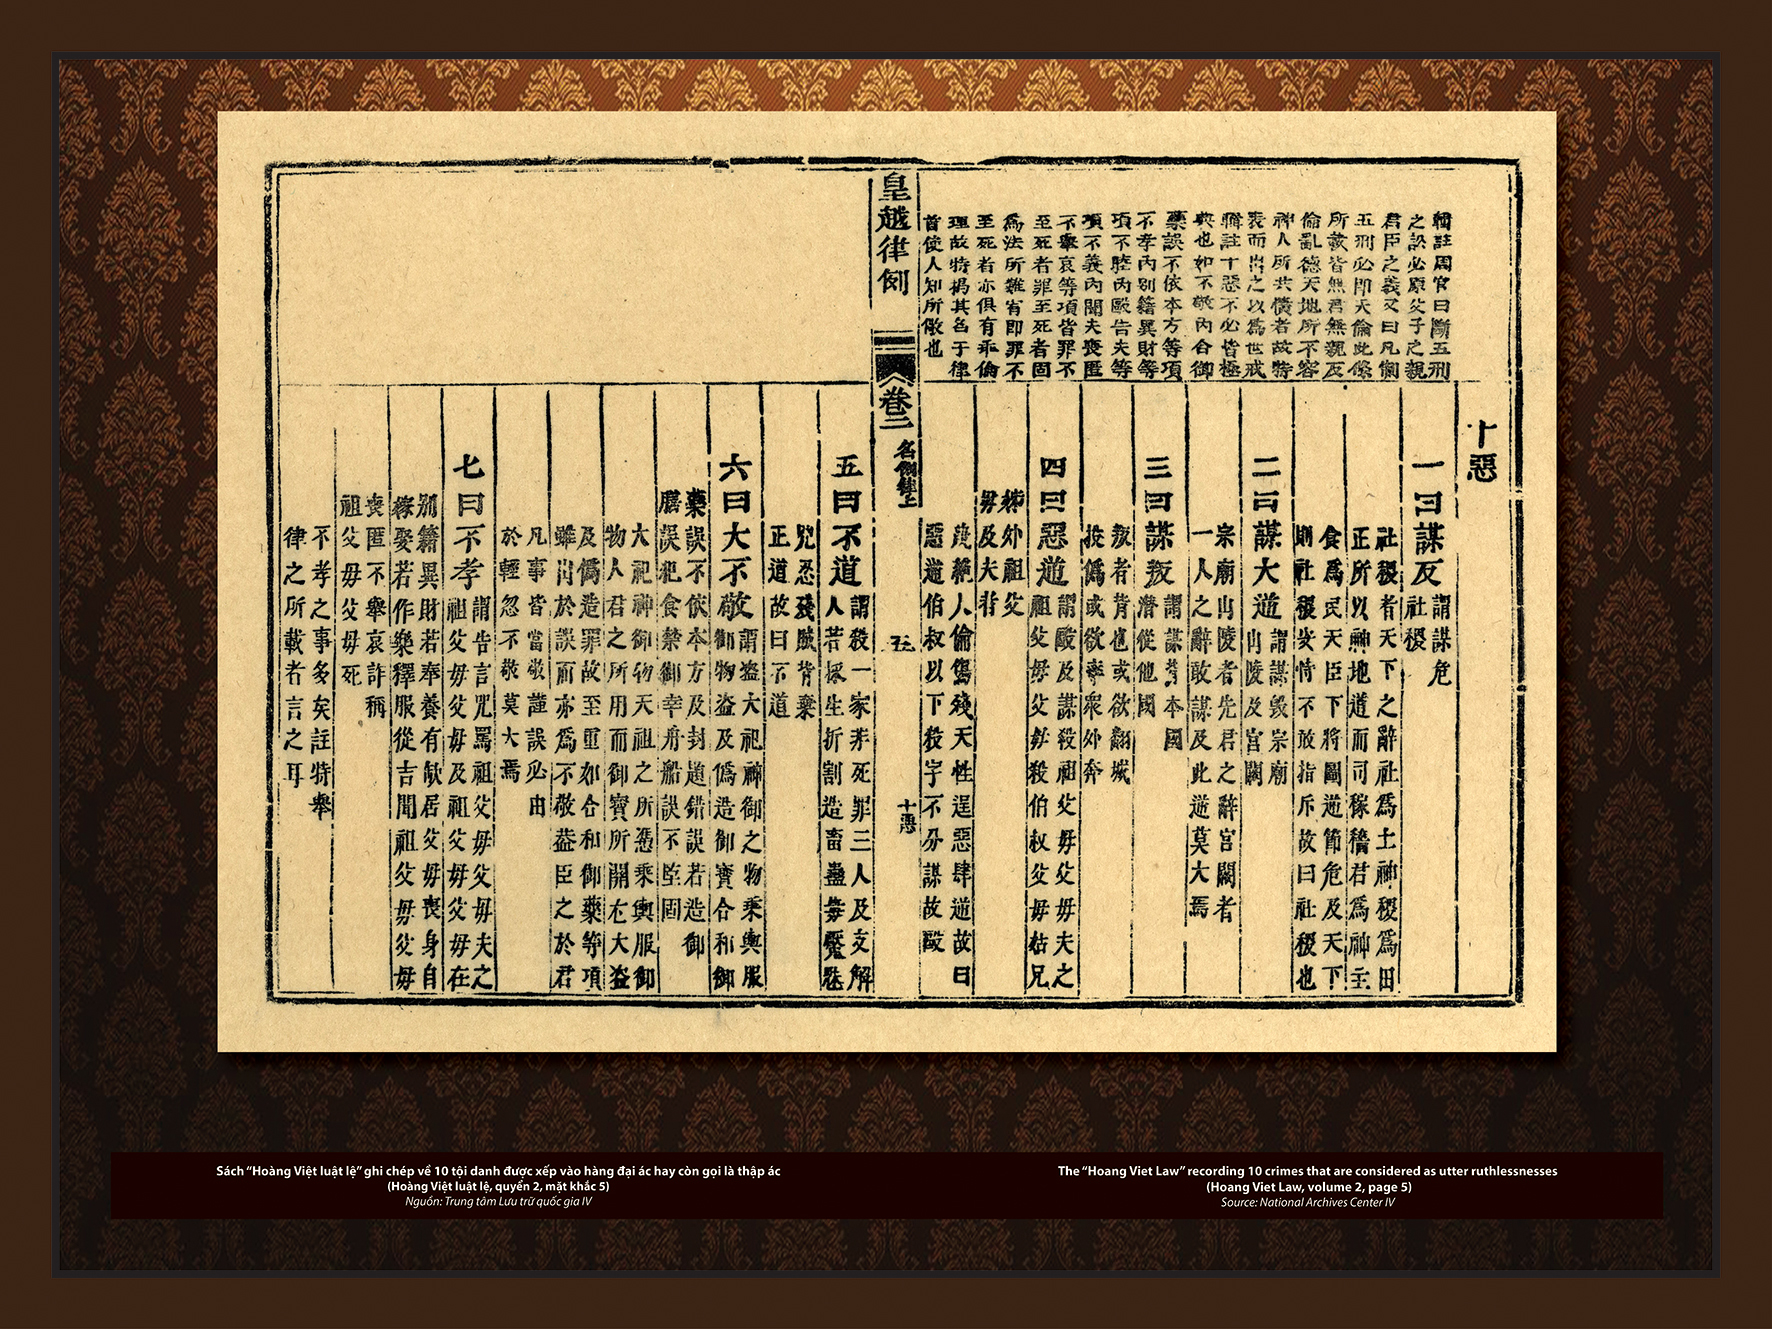 輯註周官曰斷五刑
之訟必原父子之親
君臣之義又曰凡制
五刑必即天倫此條
所載皆無君無親反
倫亂德天地所不容
神人所共憤者故特
表而出之以為世戒
輯註十惡不必皆極
典也如不敬內合御
藥誤不依本方等項
不孝內別籍異財等
項不睦內毆告夫等
項不義內聞夫喪匿
不舉哀等項皆罪不
至死者罪至死者固
為法所難宥即罪不
至死者亦俱有乖倫
理故特揭其名于律
首使人知所儆也
十惡
一曰謀反謂謀危
社稷
社稷者天下之辭社為土神稷為田
正所以神地道而司稼穡君為神主
食為民天臣下將圖逆節危及天下
則社稷安恃不敢指斥故曰社稷也
二曰謀大逆謂謀毀宗廟
山陵及宮闕
宗廟山陵者先君之辭宮闕者
一人之辭敢謀及此逆莫大焉
三曰謀叛謂謀背本國
潛從他國
叛者背也或欲翻城
投偽或欲率眾外奔
四曰惡逆謂毆及謀殺祖父母父母夫之
祖父母父母殺伯叔父母姑兄
姊外祖父
母及夫者
跪絕人倫傷殘天性逞惡肆逆故曰
惡逆伯叔以下殺字不分謀故毆
皇越律例
卷二
名例律上
五
十惡
五曰不道謂殺一家非死罪三人及支解
人若採生折割造畜蠱毒魘魅
兇忍殘賊背棄
正道故曰不道
六曰大不敬謂盜大祀神御之物乘輿服
御物盜及偽造御寶合和御
藥誤不依本方及封題錯誤若造御
膳誤犯食禁御幸舟船誤不堅固
大祀神御物天祖之所憑乘輿服御
物人君之所用而御寶所關尤大盜
及偽造罪故至重如合和御藥等項
雖出於誤而亦為不敬蓋臣之於君
凡事皆當敬謹誤必由
於輕忽不敬莫大焉
七曰不孝謂告言咒罵祖父母父母夫之
祖父母父母及祖父母父母在
別籍異財若奉養有缺居父母喪身自
嫁娶若作樂釋服從吉聞祖父母父母
喪匿不舉哀詐稱
祖父母父母死
不孝之事多矣註特舉
律之所載者言之耳
Sách “Hoàng Việt luật lệ” ghi chép về 10 tội danh được xếp vào hàng đại ác hay còn gọi là thập ác
(Hoàng Việt luật lệ, quyển 2, mặt khắc 5)
Nguồn: Trung tâm Lưu trữ quốc gia IV
The “Hoang Viet Law” recording 10 crimes that are considered as utter ruthlessnesses
(Hoang Viet Law, volume 2, page 5)
Source: National Archives Center IV